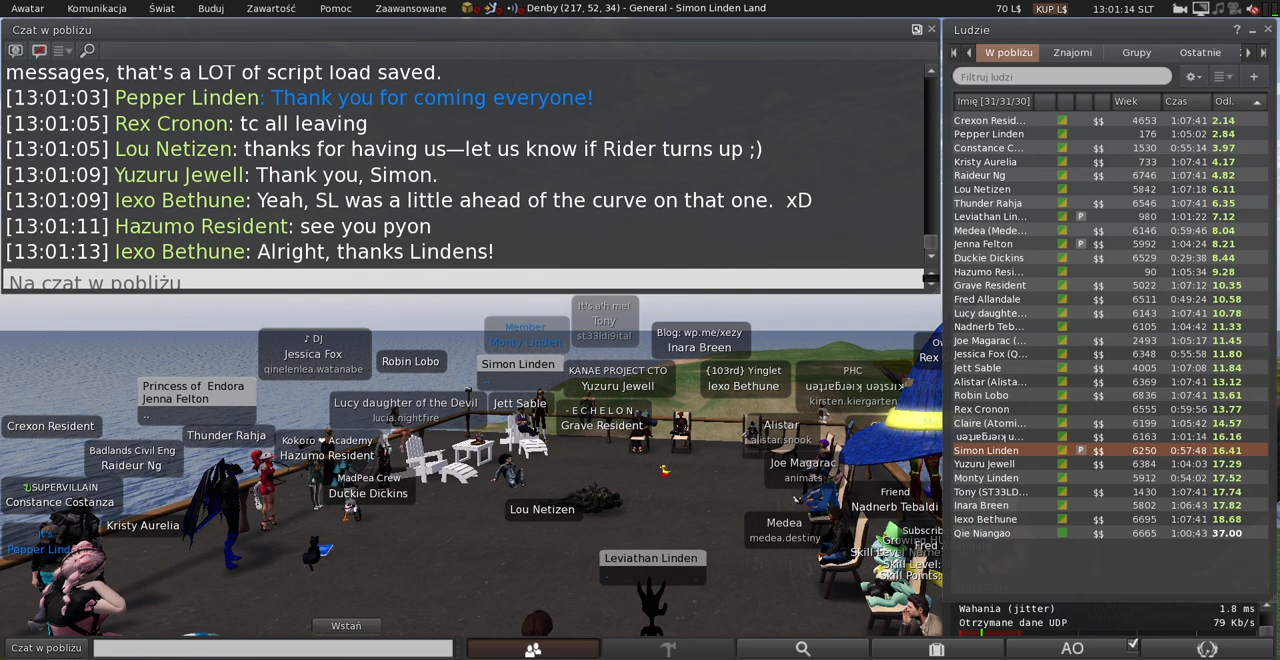 Awatar Komunikacja Świat Buduj Zawartość Pomoc Zaawansowane Denby (217, 52, 34) - General - Simon Linden Land 70 L$ KUP L$ 13:01:14 SLT
Czat w pobliżu
messages, that's a LOT of script load saved.
[13:01:03] Pepper Linden: Thank you for coming everyone!
[13:01:05] Rex Cronon: tc all leaving
[13:01:05] Lou Netizen: thanks for having us—let us know if Rider turns up ;)
[13:01:09] Yuzuru Jewell: Thank you, Simon.
[13:01:09] Iexo Bethune: Yeah, SL was a little ahead of the curve on that one.  xD
[13:01:11] Hazumo Resident: see you pyon
[13:01:13] Iexo Bethune: Alright, thanks Lindens!
Na czat w pobliżu
It's a'h me!
Tony
st33ldi9ital
Member
Monty Linden
Blog: wp.me/xezy
Inara Breen
♪ DJ
Jessica Fox
qinelenlea.watanabe
Robin Lobo
Simon Linden
KANAE PROJECT CTO
Yuzuru Jewell
{103rd} Yinglet
Iexo Bethune
PHC
kirsten.kiergarten
Rex
Princess of Endora
Jenna Felton
..
Lucy daughter of the Devil
lucia.nightfire
Jett Sable
- E C H E L O N -
Grave Resident
Crexon Resident
Thunder Rahja
Alistar
alistar.snook
Kokoro ❤ Academy
Hazumo Resident
Badlands Civil Eng
Raideur Ng
Joe Magarac
animats
MadPea Crew
Duckie Dickins
SUPERVILLAIN
Constance Costanza
Friend
Nadnerb Tebaldi
Lou Netizen
Kristy Aurelia
Medea
medea.destiny
It's
Pepper Lind
Subscrib
Fred
Skill Level
Skill Level:
Skill Points:
Leviathan Linden
Wstań
Czat w pobliżu
AO
Ludzie
W pobliżu Znajomi Grupy Ostatnie
Filtruj ludzi
Imię [31/31/30] Wiek Czas Odl.
Crexon Resid... $$ 4653 1:07:41 2.14
Pepper Linden 176 1:05:02 2.84
Constance C... $$ 1530 0:55:14 3.97
Kristy Aurelia $$ 733 1:07:41 4.17
Raideur Ng $$ 6746 1:07:41 4.82
Lou Netizen 5842 1:07:18 6.11
Thunder Rahja $$ 6546 1:07:41 6.35
Leviathan Lin... P 980 1:01:22 7.12
Medea (Mede... $$ 6146 0:59:46 8.04
Jenna Felton P $$ 5992 1:04:24 8.21
Duckie Dickins $$ 6529 0:29:38 8.44
Hazumo Resi... 90 1:05:34 9.28
Grave Resident $$ 5022 1:07:12 10.35
Fred Allandale $$ 6511 0:49:24 10.58
Lucy daughte... $$ 6143 1:07:41 10.78
Nadnerb Teb... 6105 1:04:42 11.33
Joe Magarac (... $$ 2493 1:05:17 11.45
Jessica Fox (Q... $$ 6348 0:55:58 11.80
Jett Sable $$ 4005 1:07:08 11.84
Alistar (Alista... $$ 6369 1:07:41 13.12
Robin Lobo $$ 6836 1:07:41 13.61
Rex Cronon 6555 0:59:56 13.77
Claire (Atomi... $$ 6199 1:05:42 14.57
$$ 6163 1:01:14 16.16
Simon Linden P $$ 6250 0:57:48 16.41
Yuzuru Jewell $$ 6384 1:04:03 17.29
Monty Linden 5912 0:54:02 17.52
Tony (ST33LD... $$ 1430 1:07:41 17.74
Inara Breen 5802 1:06:43 17.82
Iexo Bethune $$ 6695 1:07:41 18.68
Qie Niangao $$ 6665 1:00:43 37.00
Wahania (jitter) 1.8 ms
Otrzymane dane UDP 79 Kb/s